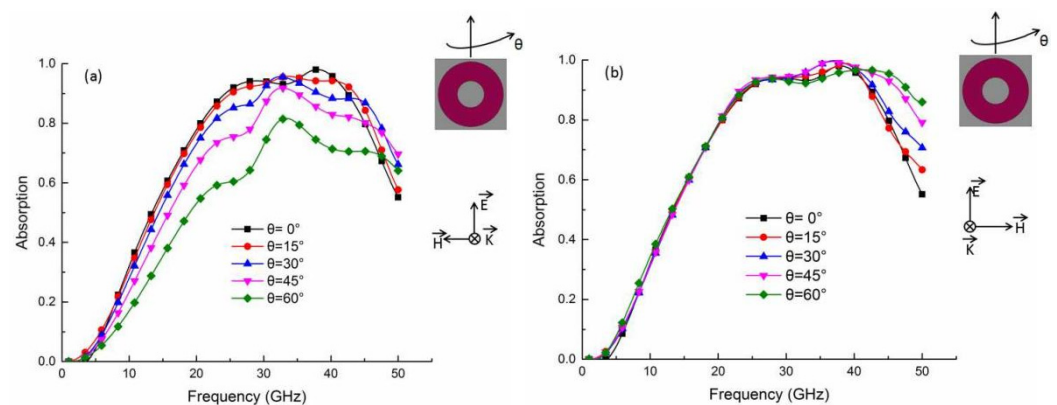 (a)
θ
Absorption
1.0
0.8
0.6
0.4
0.2
0.0
0 10 20 30 40 50
Frequency (GHz)
θ= 0°
θ=15°
θ=30°
θ=45°
θ=60°
E
H K
(b)
θ
Absorption
1.0
0.8
0.6
0.4
0.2
0.0
0 10 20 30 40 50
Frequency (GHz)
θ= 0°
θ=15°
θ=30°
θ=45°
θ=60°
E
H
K